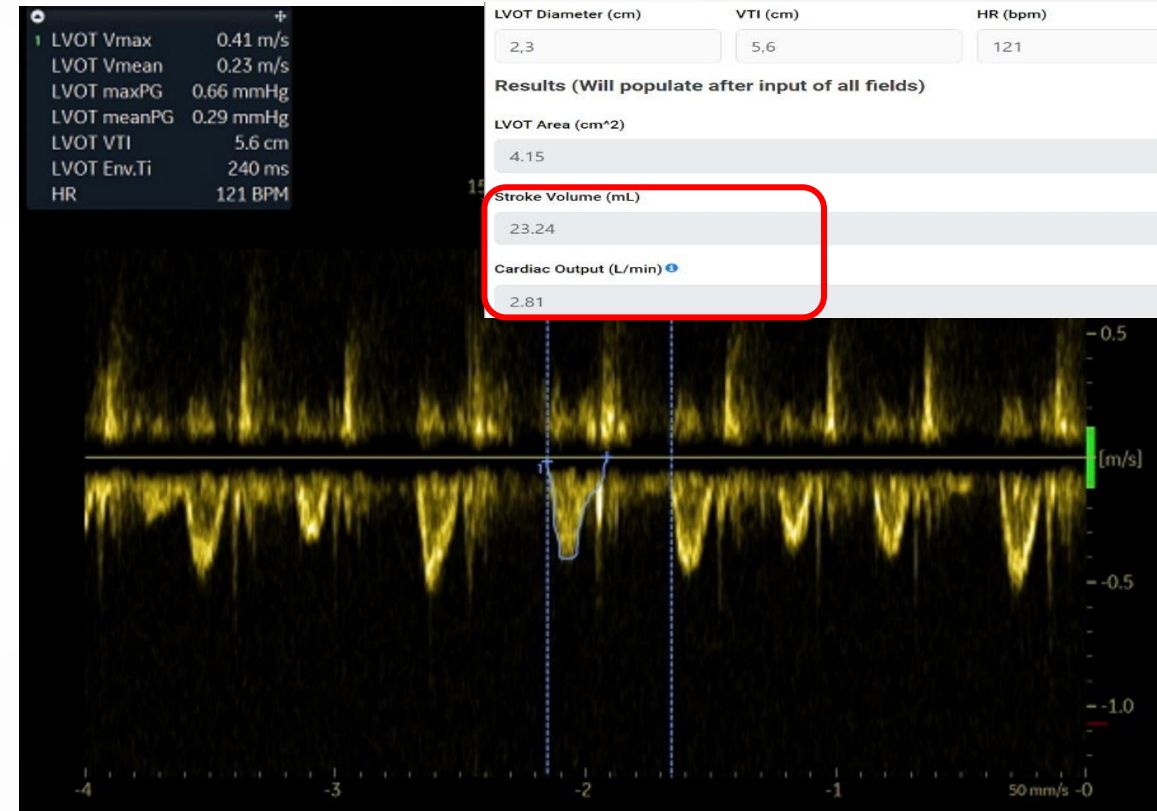 1 LVOT Vmax 0.41 m/s
LVOT Vmean 0.23 m/s
LVOT maxPG 0.66 mmHg
LVOT meanPG 0.29 mmHg
LVOT VTI 5.6 cm
LVOT Env.Ti 240 ms
HR 121 BPM
LVOT Diameter (cm) VTI (cm) HR (bpm)
2,3 5,6 121
Results (Will populate after input of all fields)
LVOT Area (cm^2)
4.15
Stroke Volume (mL)
23.24
Cardiac Output (L/min)
2.81
15
0.5
[m/s]
1
-0.5
-1.0
-4 -3 -2 -1 50 mm/s -0